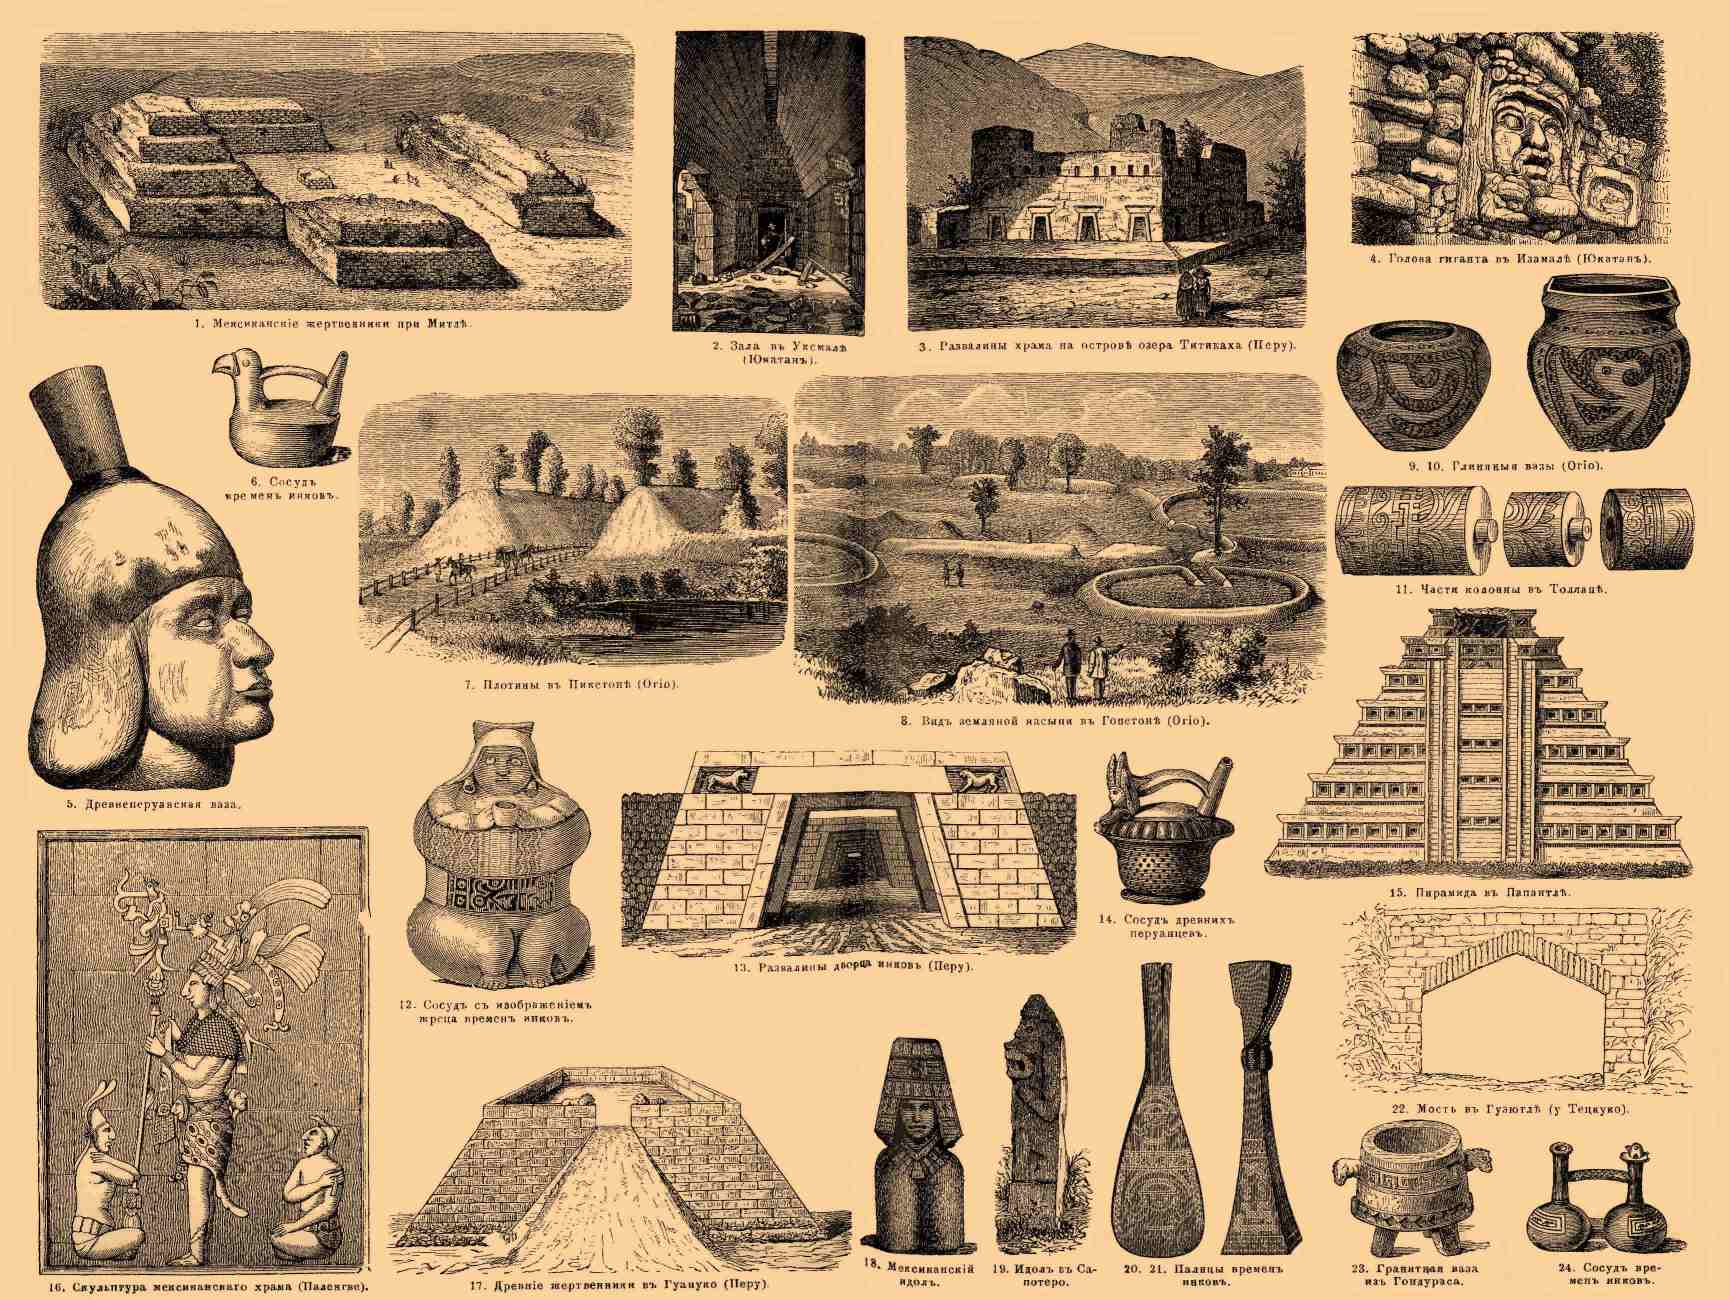 1. Мексиканскіе жертвенники при Митлѣ.
2. Зала въ Уксмалѣ
(Юкатанъ).
3. Развалины храма на островѣ озера Титикаха (Перу).
4. Голова гиганта въ Изамалѣ (Юкатанъ).
6. Сосудъ
временъ инковъ.
9. 10. Глиняныя вазы (Огіо).
11. Части колонны въ Толланѣ.
7. Плотины въ Пикетонѣ (Огіо).
8. Видъ земляной насыпи въ Гопетонѣ (Огіо).
5. Древнеперуанская ваза.
15. Пирамида въ Папантлѣ.
14. Сосудъ древнихъ
перуанцевъ.
13. Развалины дворца инковъ (Перу).
12. Сосудъ съ изображеніемъ
жреца временъ инковъ.
22. Мостъ въ Гуэютлѣ (у Тецкуко).
16. Скульптура мексиканскаго храма (Паленгве).
17. Древніе жертвенники въ Гуануко (Перу).
18. Мексиканскій
идолъ.
19. Идолъ въ Са-
потеро.
20. 21. Палицы временъ
инковъ.
23. Гранитная ваза
изъ Гондураса.
24. Сосудъ вре-
менъ инковъ.